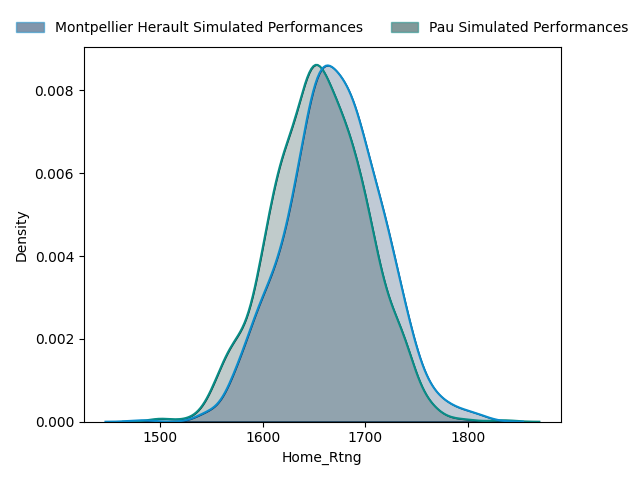 Montpellier Herault Simulated Performances Pau Simulated Performances
0.008
0.006
0.004
0.002
0.000
Density
1500 1600 1700 1800
Home_Rtng